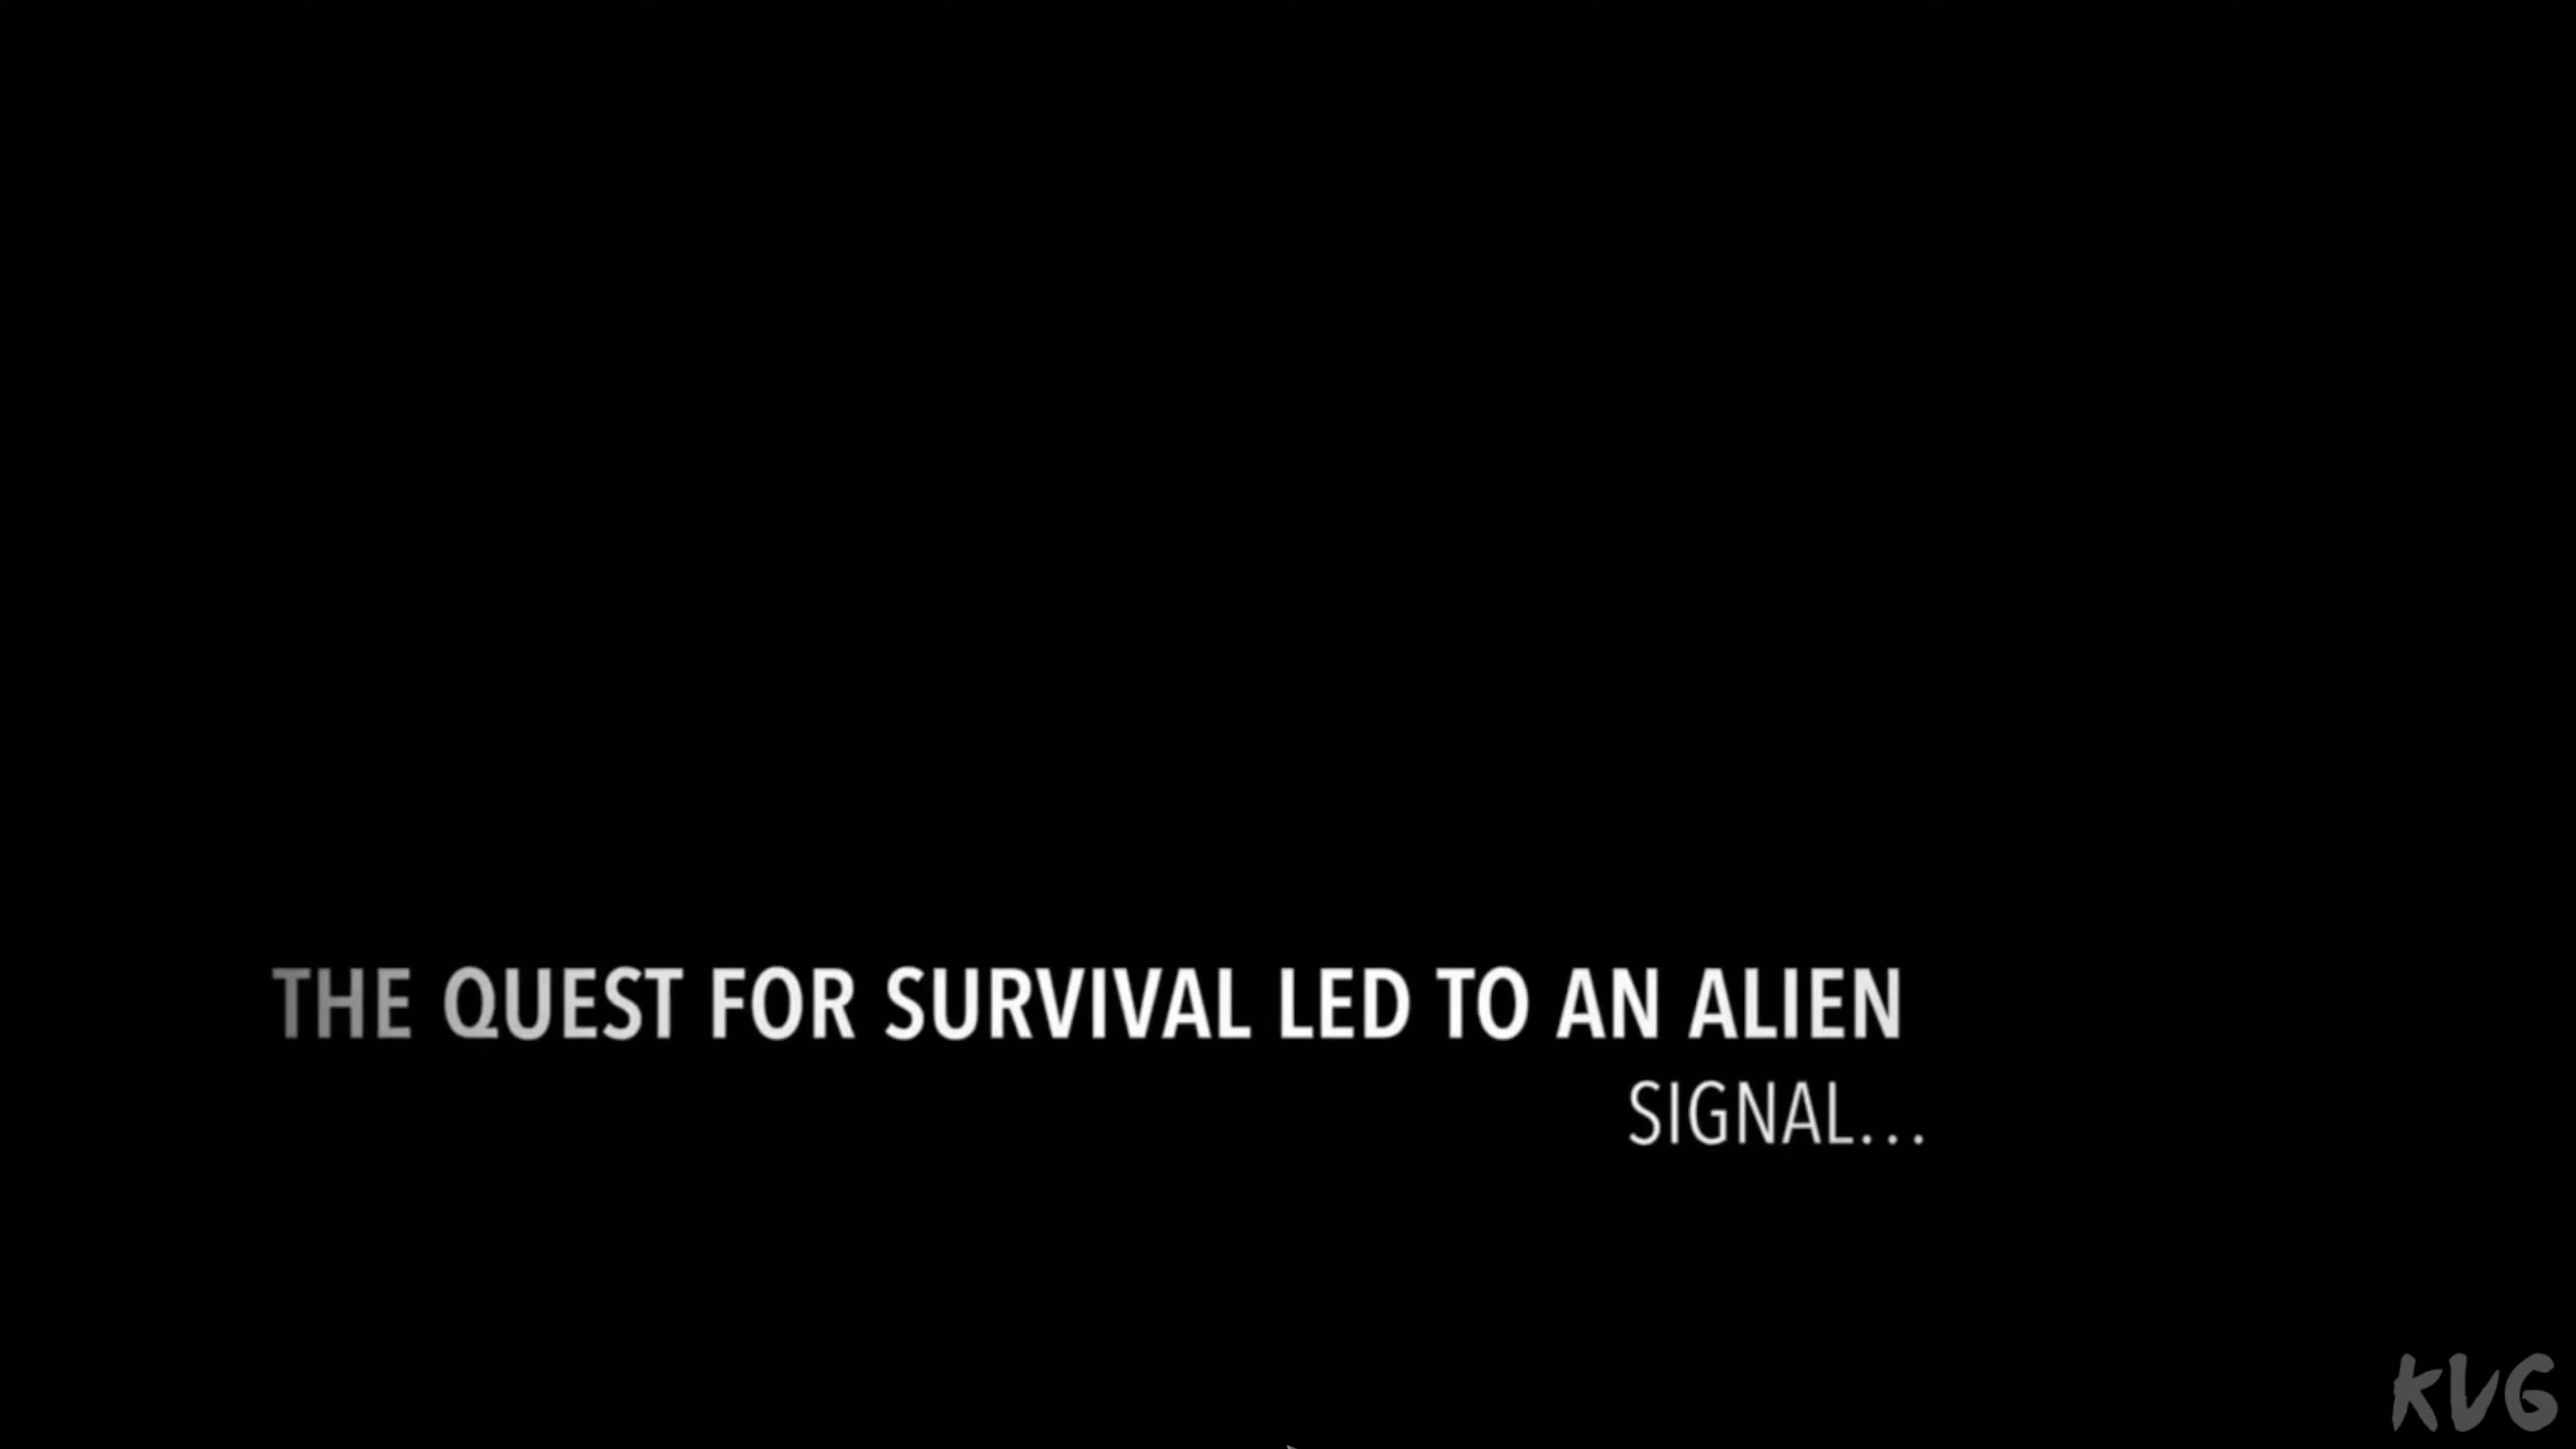 THE QUEST FOR SURVIVAL LED TO AN ALIEN
SIGNAL...
KVG